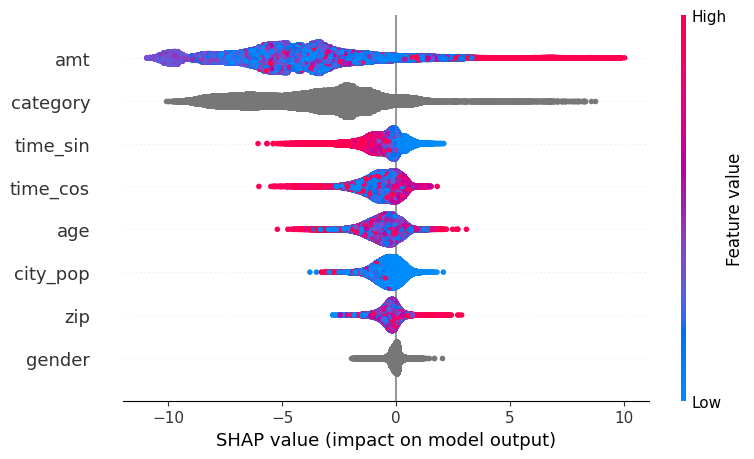 High
amt
category
time_sin
time_cos
age
city_pop
zip
gender
Feature value
Low
−10
−5
0
5
10
SHAP value (impact on model output)